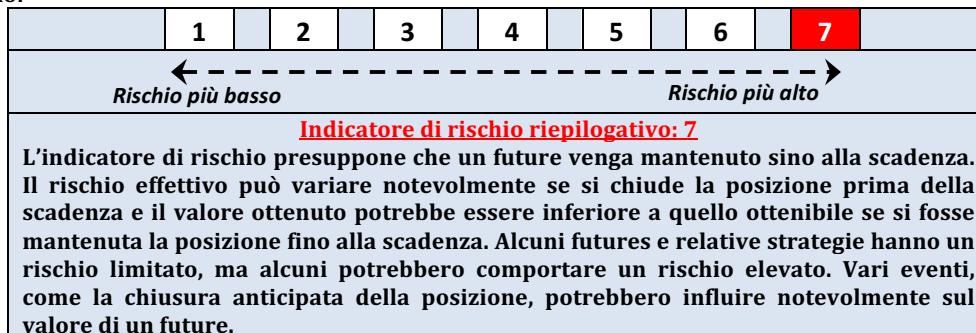 1 2 3 4 5 6 7
Rischio più basso Rischio più alto
Indicatore di rischio riepilogativo: 7
L’indicatore di rischio presuppone che un future venga mantenuto sino alla scadenza.
Il rischio effettivo può variare notevolmente se si chiude la posizione prima della
scadenza e il valore ottenuto potrebbe essere inferiore a quello ottenibile se si fosse
mantenuta la posizione fino alla scadenza. Alcuni futures e relative strategie hanno un
rischio limitato, ma alcuni potrebbero comportare un rischio elevato. Vari eventi,
come la chiusura anticipata della posizione, potrebbero influire notevolmente sul
valore di un future.